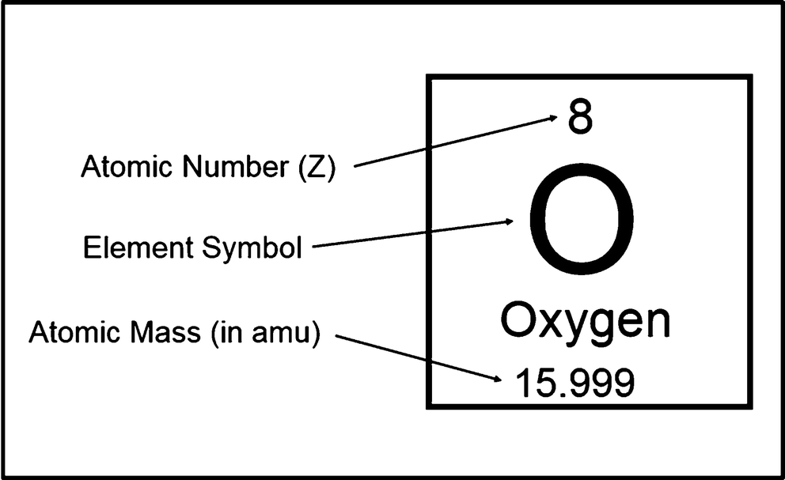 8
Atomic Number (Z)
O
Element Symbol
Oxygen
Atomic Mass (in amu)
15.999